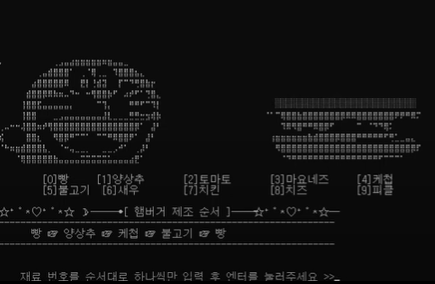 [0]빵 [1]양상추 [2]토마토 [3]마요네즈 [4]케첩
[5]불고기 [6]새우 [7]치킨 [8]치즈 [9]피클
[ 햄버거 제조 순서 ]
빵 ☞ 양상추 ☞ 케첩 ☞ 불고기 ☞ 빵
재료 번호를 순서대로 하나씩만 입력 후 엔터를 눌러주세요 >>_